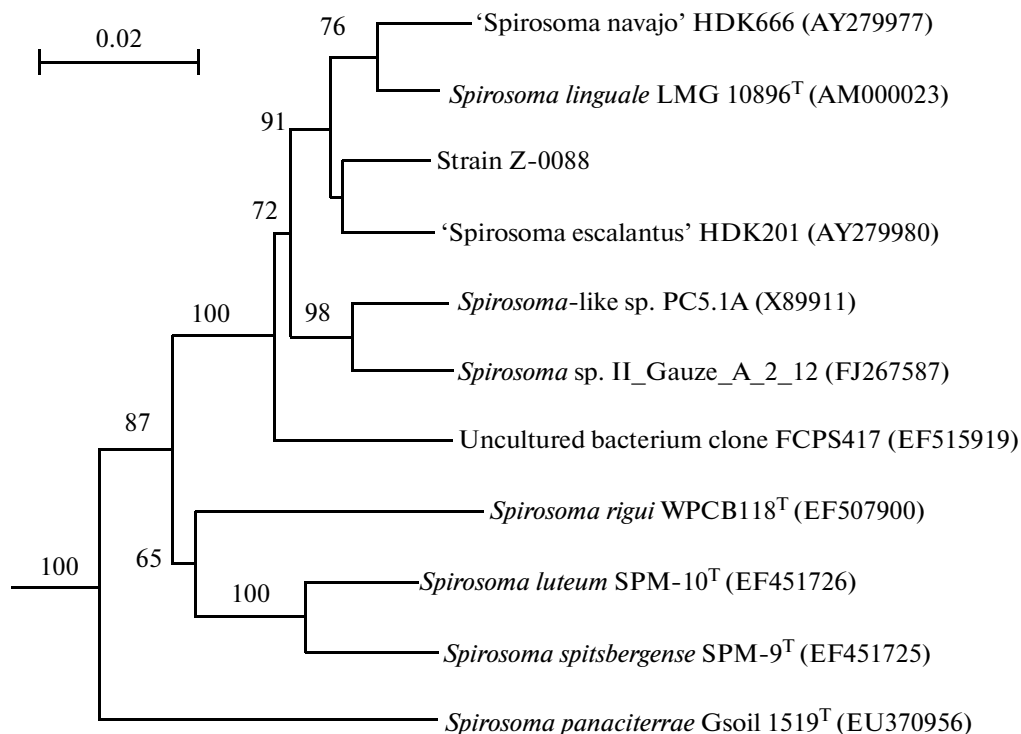 76
'Spirosoma navajo' HDK666 (AY279977)
0.02
Spirosoma linguale LMG 10896T (AM000023)
91
Strain Z-0088
72
'Spirosoma escalantus' HDK201 (AY279980)
Spirosoma-like sp. PC5.1A (X89911)
100
98
Spirosoma sp. II_Gauze_A_2_12 (FJ267587)
87
Uncultured bacterium clone FCPS417 (EF515919)
Spirosoma rigui WPCB118T (EF507900)
65
100
Spirosoma luteum SPM-10T (EF451726)
100
Spirosoma spitsbergense SPM-9T (EF451725)
Spirosoma panaciterrae Gsoil 1519T (EU370956)